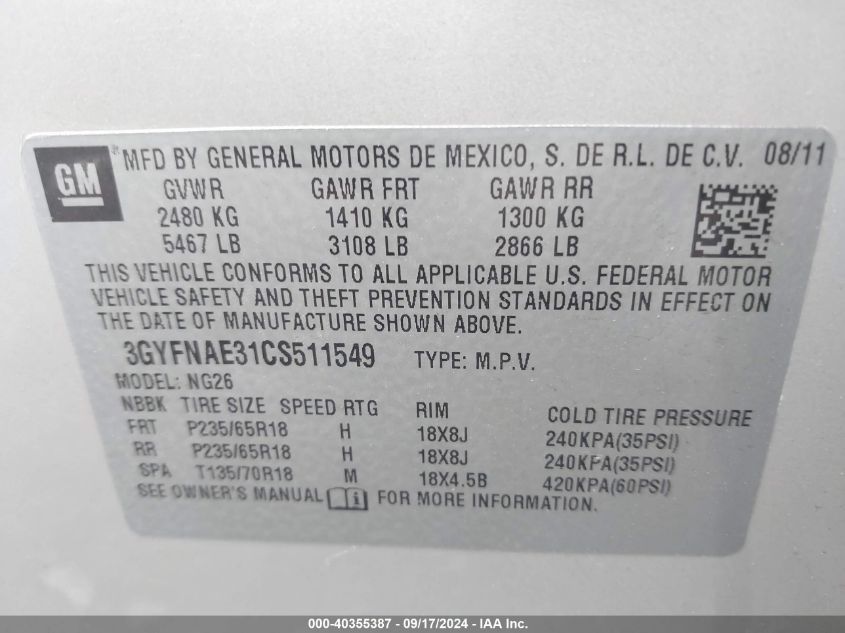 GM
MFD BY GENERAL MOTORS DE MEXICO, S. DE R.L. DE C.V. 08/11
GVWR GAWR FRT GAWR RR
2480 KG 1410 KG 1300 KG
5467 LB 3108 LB 2866 LB
THIS VEHICLE CONFORMS TO ALL APPLICABLE U.S. FEDERAL MOTOR
VEHICLE SAFETY AND THEFT PREVENTION STANDARDS IN EFFECT ON
THE DATE OF MANUFACTURE SHOWN ABOVE.
3GYFNAE31CS511549 TYPE: M.P.V.
MODEL: NG26
NBBK TIRE SIZE SPEED RTG RIM COLD TIRE PRESSURE
FRT P235/65R18 H 18X8J 240KPA(35PSI)
RR P235/65R18 H 18X8J 240KPA(35PSI)
SPA T135/70R18 M 18X4.5B 420KPA(60PSI)
SEE OWNER'S MANUAL FOR MORE INFORMATION.
000-40355387 - 09/17/2024 - IAA Inc.